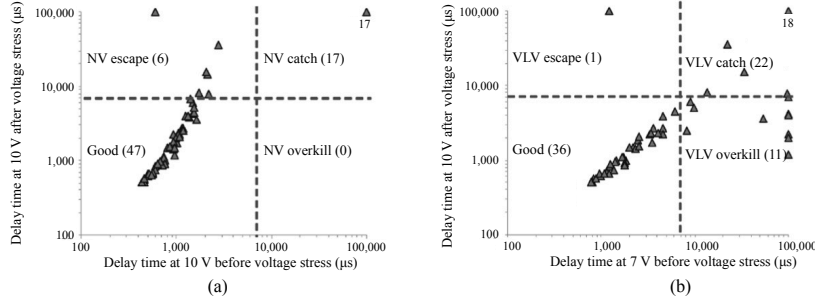 Delay time at 10 V after voltage stress (µs)
100,000
10,000
1,000
100
NV escape (6)
NV catch (17)
17
Good (47)
NV overkill (0)
100
1,000
10,000
100,000
Delay time at 10 V before voltage stress (µs)
(a)
Delay time at 10 V after voltage stress (µs)
100,000
10,000
1,000
100
VLV escape (1)
VLV catch (22)
18
Good (36)
VLV overkill (11)
100
1,000
10,000
100,000
Delay time at 7 V before voltage stress (µs)
(b)